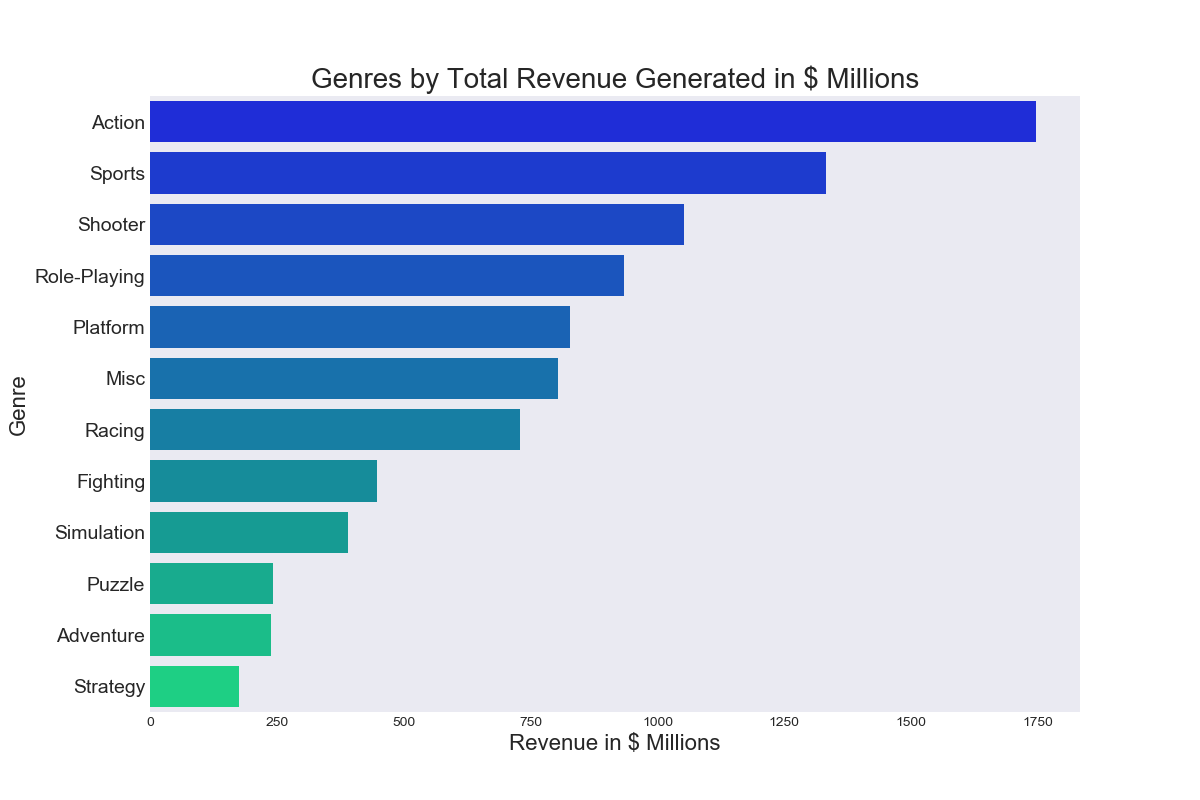 Genres by Total Revenue Generated in $ Millions
Action
Sports
Shooter
Role-Playing
Platform
Misc
Racing
Fighting
Simulation
Puzzle
Adventure
Strategy
Genre
0 250 500 750 1000 1250 1500 1750
Revenue in $ Millions